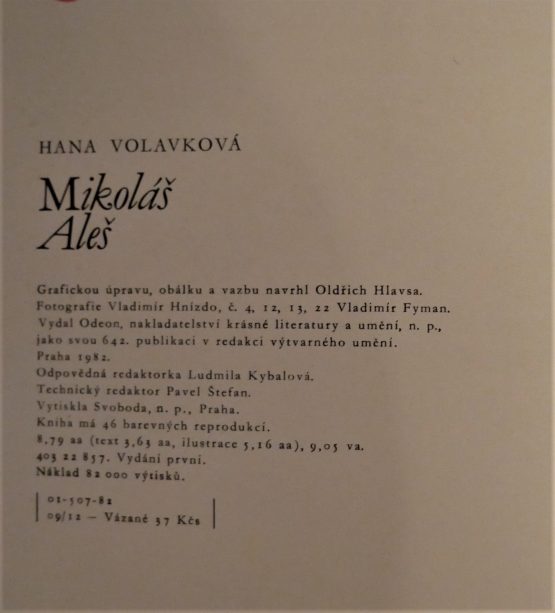 HANA VOLAVKOVÁ
Mikoláš
Aleš
Grafickou úpravu, obálku a vazbu navrhl Oldřich Hlavsa.
Fotografie Vladimír Hnízdo, č. 4, 12, 13, 22 Vladimír Fyman.
Vydal Odeon, nakladatelství krásné literatury a umění, n. p.,
jako svou 642. publikaci v redakci výtvarného umění.
Praha 1982.
Odpovědná redaktorka Ludmila Kybalová.
Technický redaktor Pavel Štefan.
Vytiskla Svoboda, n. p., Praha.
Kniha má 46 barevných reprodukcí.
8,79 aa (text 3,63 aa, ilustrace 5,16 aa), 9,05 va.
403 22 857. Vydání první.
Náklad 82 000 výtisků.
01-507-82
09/12 – Vázané 37 Kčs